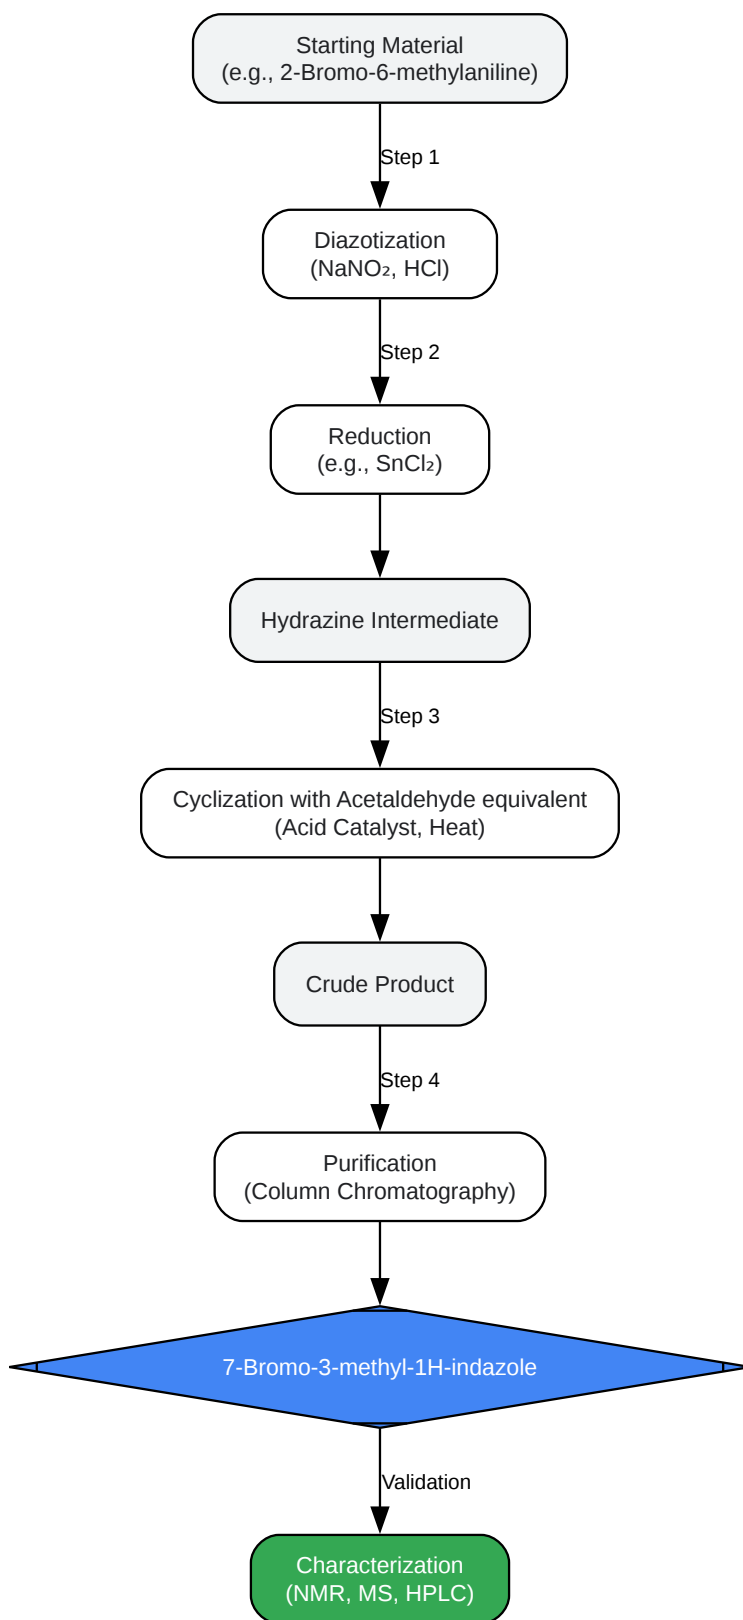 Starting Material
(e.g., 2-Bromo-6-methylaniline)
Step 1
Diazotization
(NaNO₂, HCl)
Step 2
Reduction
(e.g., SnCl₂)
Hydrazine Intermediate
Step 3
Cyclization with Acetaldehyde equivalent
(Acid Catalyst, Heat)
Crude Product
Step 4
Purification
(Column Chromatography)
7-Bromo-3-methyl-1H-indazole
Validation
Characterization
(NMR, MS, HPLC)